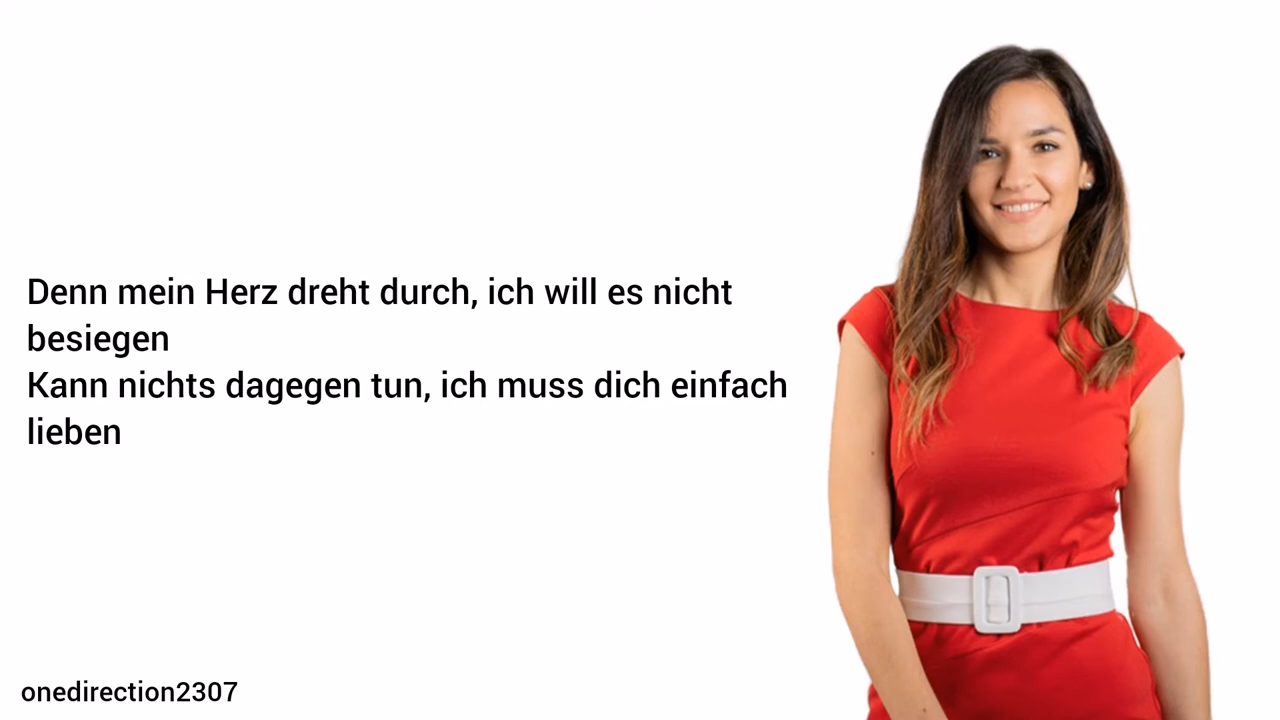 Denn mein Herz dreht durch, ich will es nicht
besiegen
Kann nichts dagegen tun, ich muss dich einfach
lieben
onedirection2307